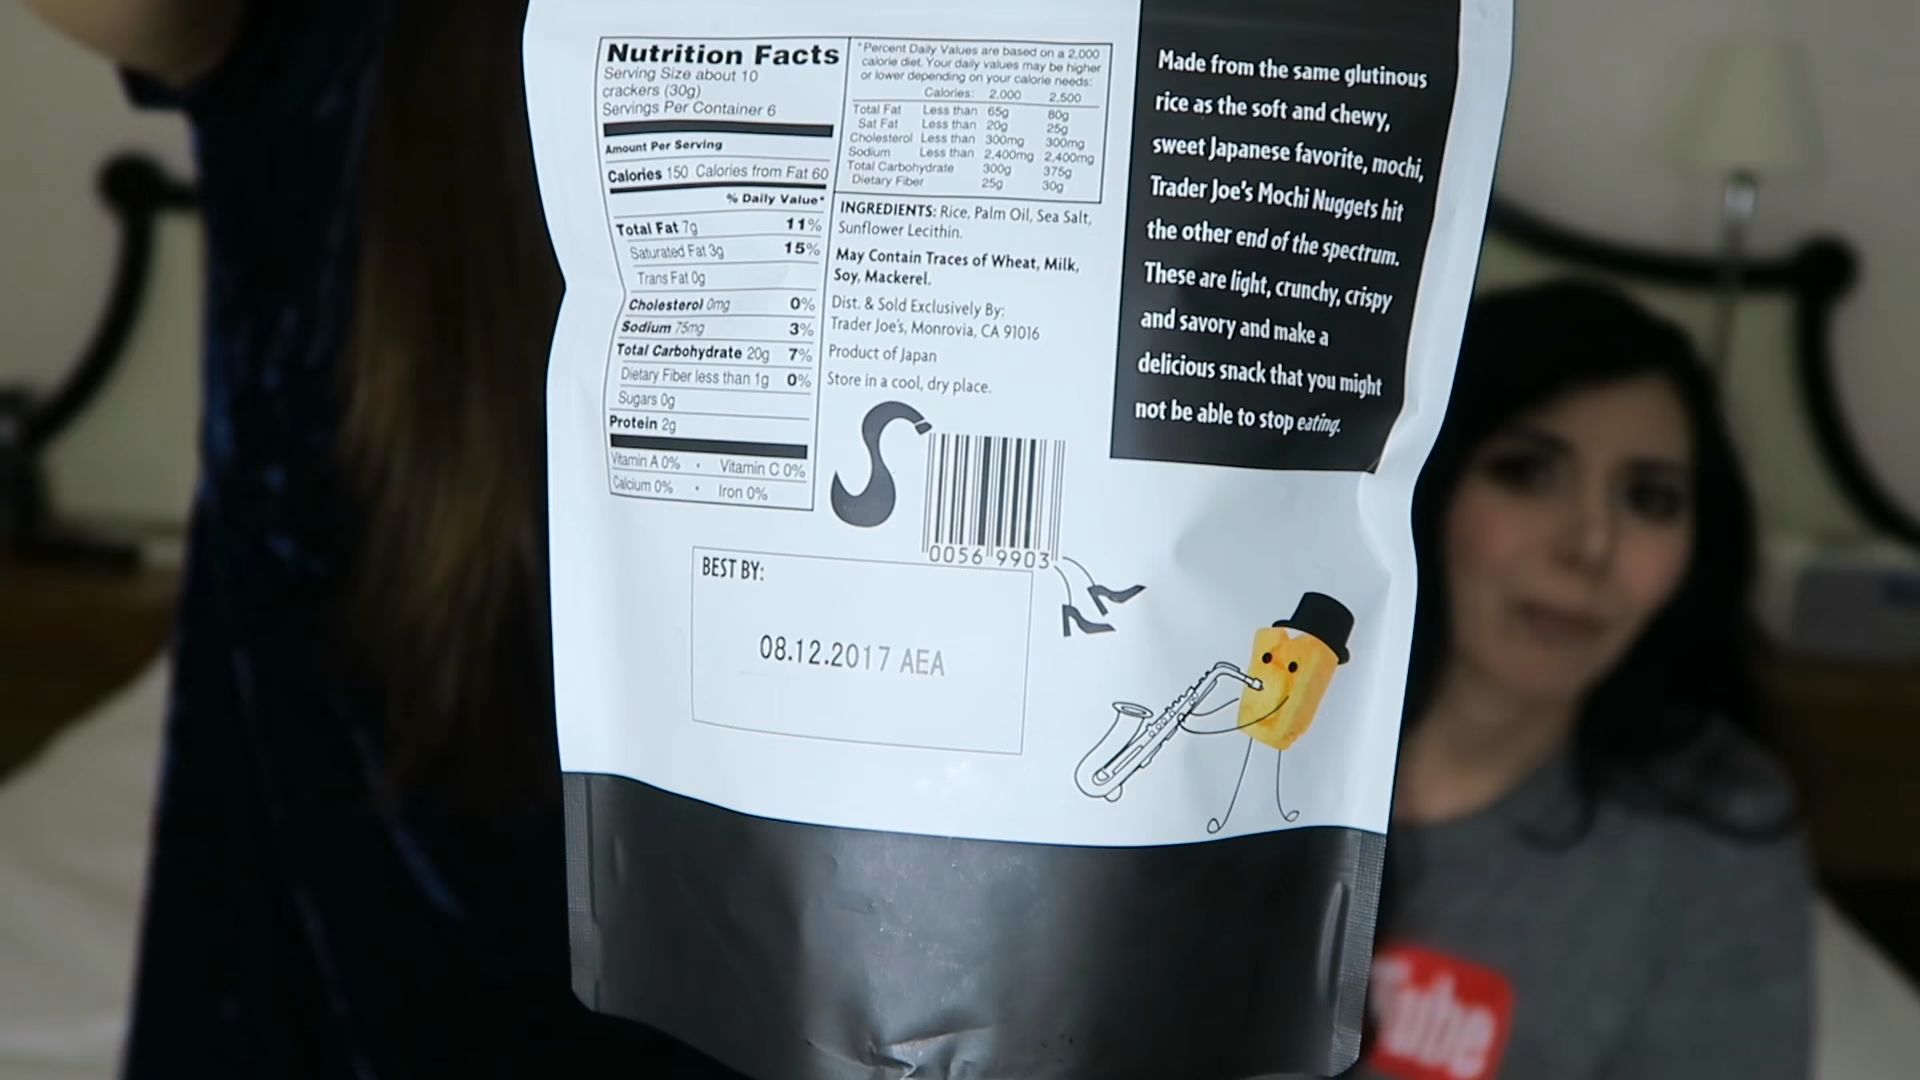 Nutrition Facts
Serving Size about 10
crackers (30g)
Servings Per Container 6
Amount Per Serving
Calories 150 Calories from Fat 60
% Daily Value*
Total Fat 7g 11%
Saturated Fat 3g 15%
Trans Fat 0g
Cholesterol 0mg 0%
Sodium 75mg 3%
Total Carbohydrate 20g 7%
Dietary Fiber less than 1g 0%
Sugars 0g
Protein 2g
Vitamin A 0% • Vitamin C 0%
Calcium 0% • Iron 0%
*Percent Daily Values are based on a 2,000
calorie diet. Your daily values may be higher
or lower depending on your calorie needs:
Calories: 2,000 2,500
Total Fat Less than 65g 80g
Sat Fat Less than 20g 25g
Cholesterol Less than 300mg 300mg
Sodium Less than 2,400mg 2,400mg
Total Carbohydrate 300g 375g
Dietary Fiber 25g 30g
INGREDIENTS: Rice, Palm Oil, Sea Salt,
Sunflower Lecithin.
May Contain Traces of Wheat, Milk,
Soy, Mackerel.
Dist. & Sold Exclusively By:
Trader Joe's, Monrovia, CA 91016
Product of Japan
Store in a cool, dry place.
0056 9903
BEST BY:
08.12.2017 AEA
Made from the same glutinous
rice as the soft and chewy,
sweet Japanese favorite, mochi,
Trader Joe's Mochi Nuggets hit
the other end of the spectrum.
These are light, crunchy, crispy
and savory and make a
delicious snack that you might
not be able to stop eating.
Tube